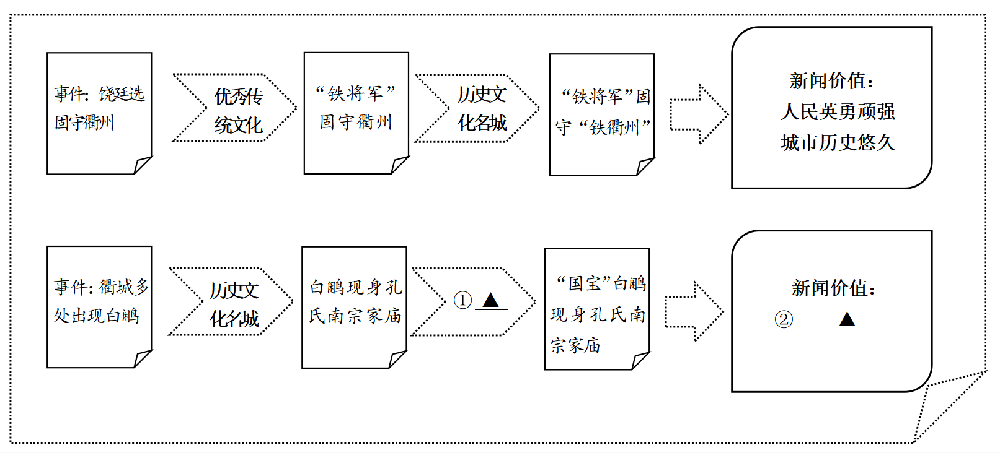 事件：饶廷选
固守衢州
优秀传
统文化
“铁将军”
固守衢州
历史文
化名城
“铁将军”固
守“铁衢州”
新闻价值：
人民英勇顽强
城市历史悠久
事件：衢城多
处出现白鹇
历史文
化名城
白鹇现身孔
氏南宗家庙
①▲
“国宝”白鹇
现身孔氏南
宗家庙
新闻价值：
②▲